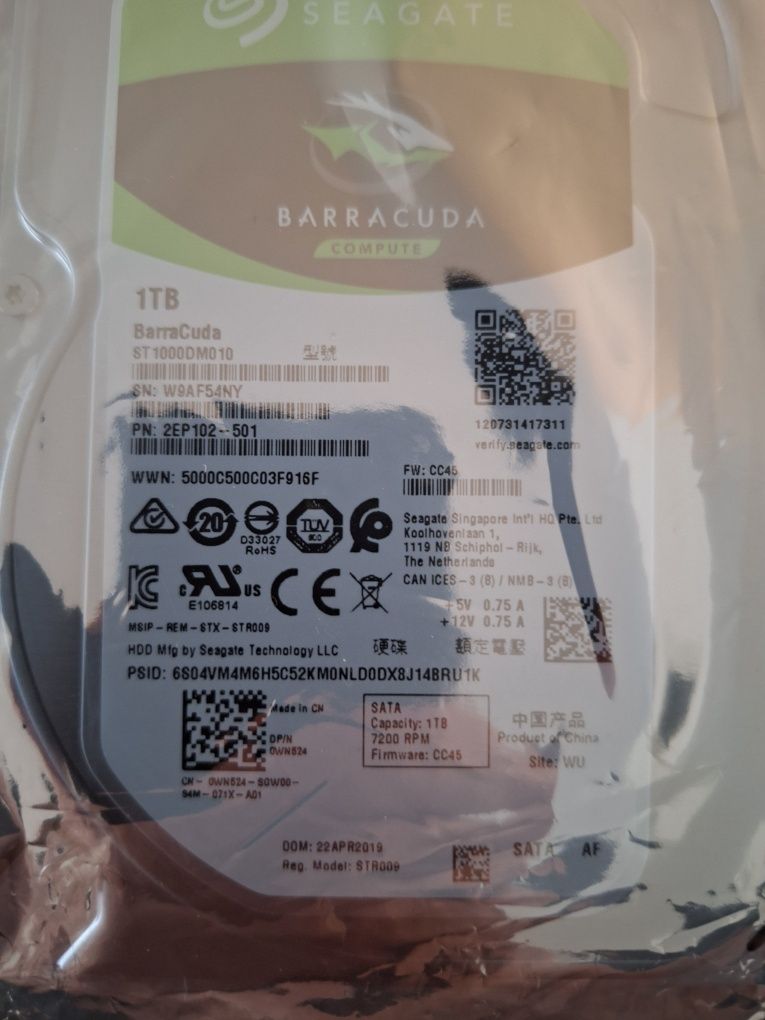 SEAGATE
BARRACUDA
COMPUTE
1TB
BarraCuda
ST1000DM010 型號
SN: W9AF54NY
PN: 2EP102-501
120731417311
verify.seagate.com
WWN: 5000C500C03F916F
FW: CC45
20
D33027
RoHS
TUV
Seagate Singapore Int'l HQ Pte. Ltd
Koolhovenlaan 1,
1119 NB Schiphol - Rijk,
The Netherlands
CAN ICES-3 (B) / NMB-3 (B)
c RU ® US
E106814
CE
+5V 0.75 A
+12V 0.75 A
MSIP-REM-STX-STR009
HDD Mfg by Seagate Technology LLC 硬碟 額定電壓
PSID: 6S04VM4M6H5C52KM0NLD0DX8J14BRU1K
Made in CN
DP/N
0WN524
CN - 0WN524 - SGW00 -
94M - 071X - A01
SATA
Capacity: 1TB
7200 RPM
Firmware: CC45
中国产品
Product of China
Site: WU
DOM: 22APR2019
Reg. Model: STR009
SATA AF